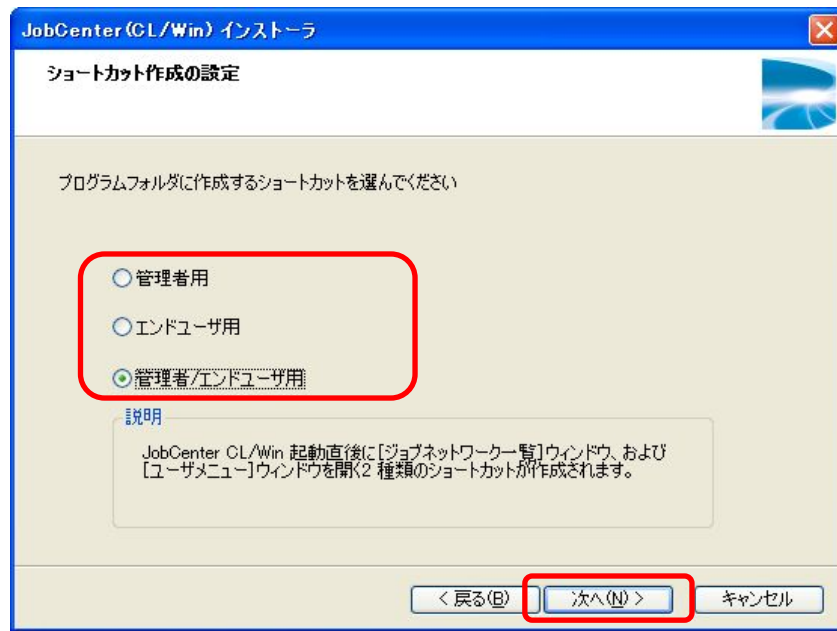 JobCenter(CL/Win) インストーラ
ショートカット作成の設定
プログラムフォルダに作成するショートカットを選んでください
管理者用
エンドユーザ用
管理者/エンドユーザ用
説明
JobCenter CL/Win 起動直後に[ジョブネットワーク一覧]ウィンドウ、および
[ユーザメニュー]ウィンドウを開く2 種類のショートカットが作成されます。
< 戻る(B)
次へ(N) >
キャンセル